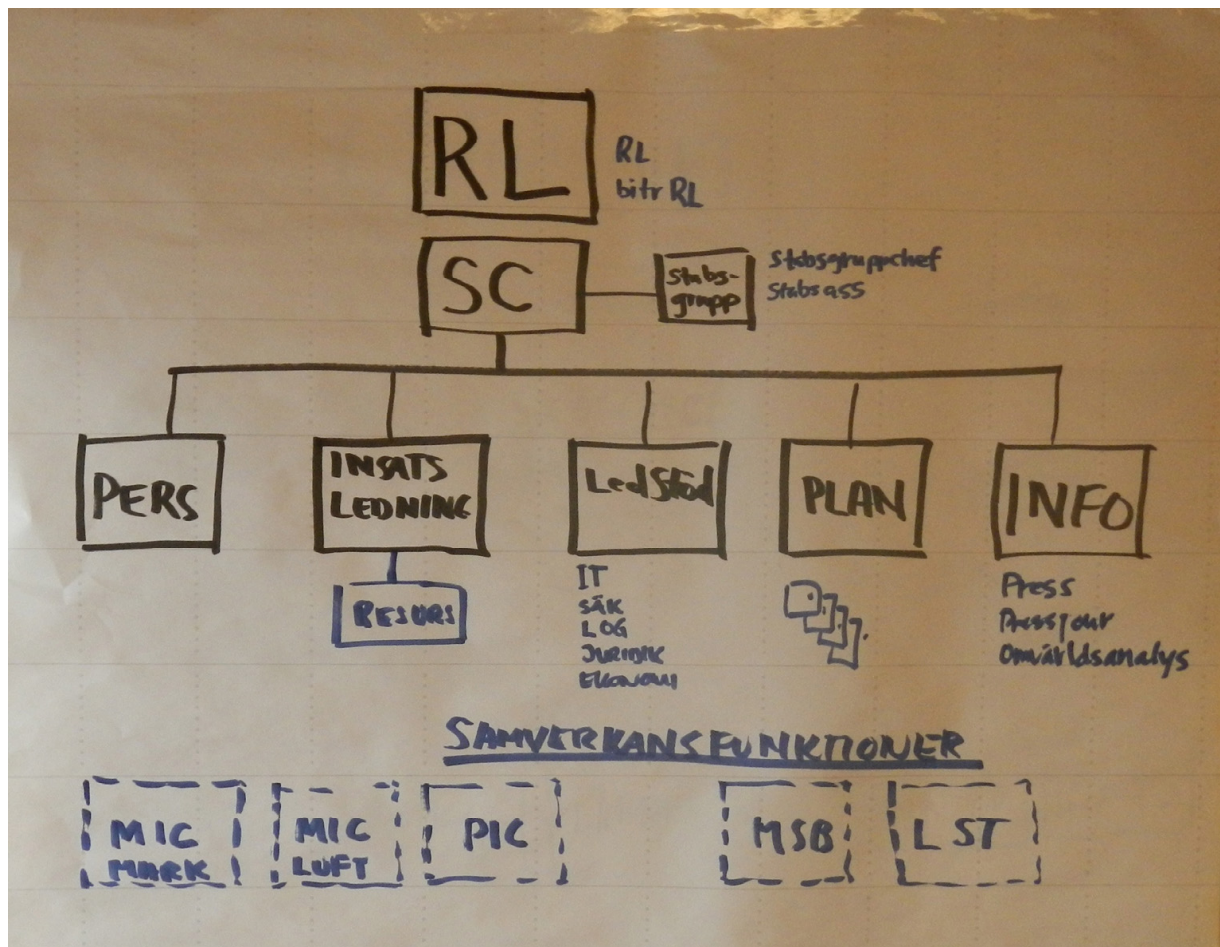 RL
RL
bitr RL
SC
Stabs-
grupp
Stabsgruppchef
Stabsass
PERS
INSATS
LEDNING
LedStöd
PLAN
INFO
RESURS
IT
SÄK
LOG
JURIDIK
EKONOMI
Press
Pressjour
Omvärldsanalys
SAMVERKANSFUNKTIONER
MIC
MARK
MIC
LUFT
PIC
MSB
LST